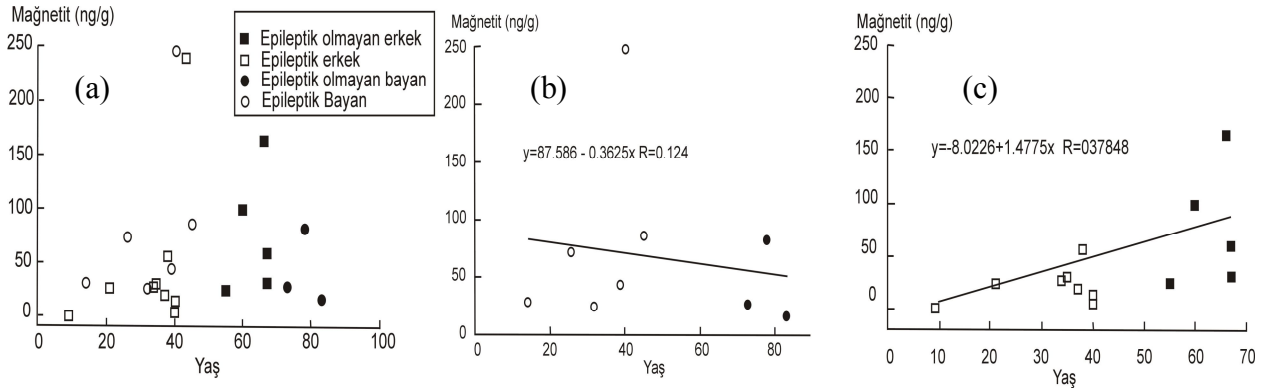 Mağnetit (ng/g)
250
200
150
100
50
0
0 20 40 60 80 100
Yaş
(a)
Epileptik olmayan erkek
Epileptik erkek
Epileptik olmayan bayan
Epileptik Bayan
Mağnetit (ng/g)
250
200
150
100
50
0
0 20 40 60 80
Yaş
(b)
y=87.586 - 0.3625x R=0.124
Mağnetit (ng/g)
250
200
150
100
50
0
0 10 20 30 40 50 60 70
Yaş
(c)
y=-8.0226+1.4775x R=037848